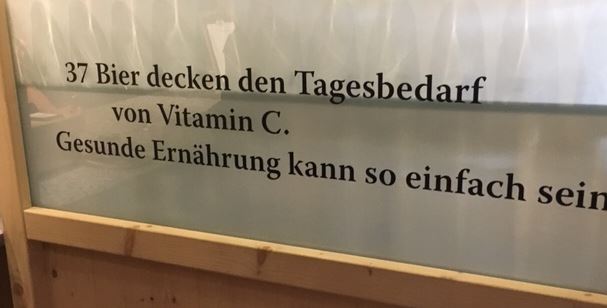 37 Bier decken den Tagesbedarf
von Vitamin C.
Gesunde Ernährung kann so einfach sein